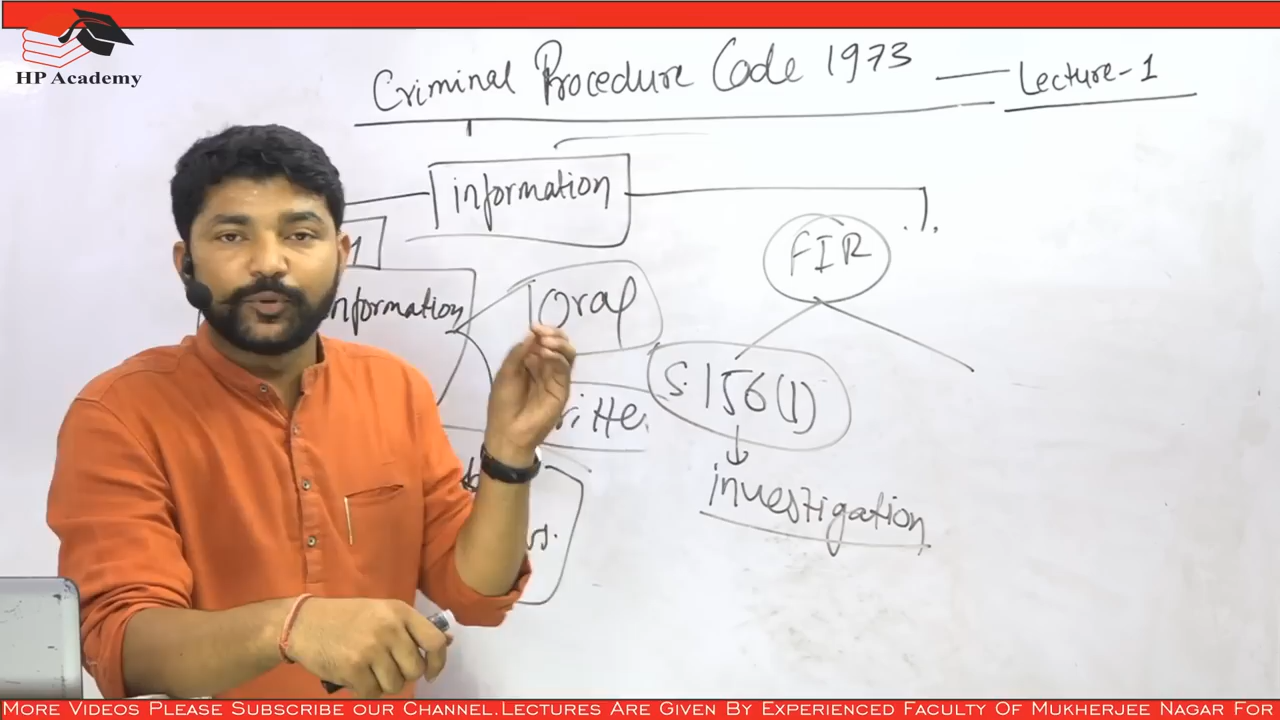 HP Academy
Criminal Procedure Code 1973 — Lecture-1
information
FIR
1
information
Oral
S.156(1)
investigation
MORE VIDEOS PLEASE SUBSCRIBE OUR CHANNEL.LECTURES ARE GIVEN BY EXPERIENCED FACULTY OF MUKHERJEE NAGAR FOR